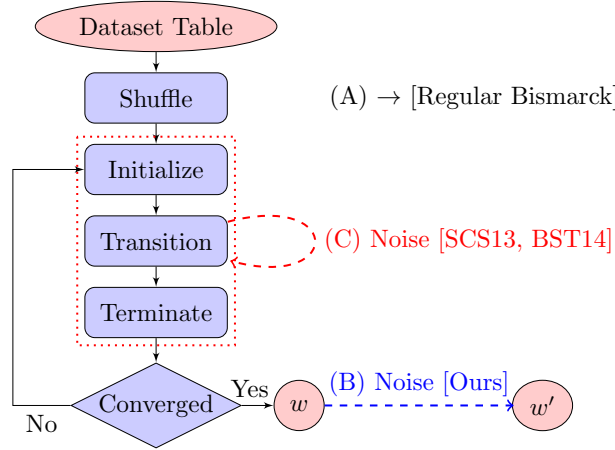 Dataset Table
Shuffle
(A) → [Regular Bismarck]
Initialize
Transition
(C) Noise [SCS13, BST14]
Terminate
Converged
Yes
w
(B) Noise [Ours]
w'
No